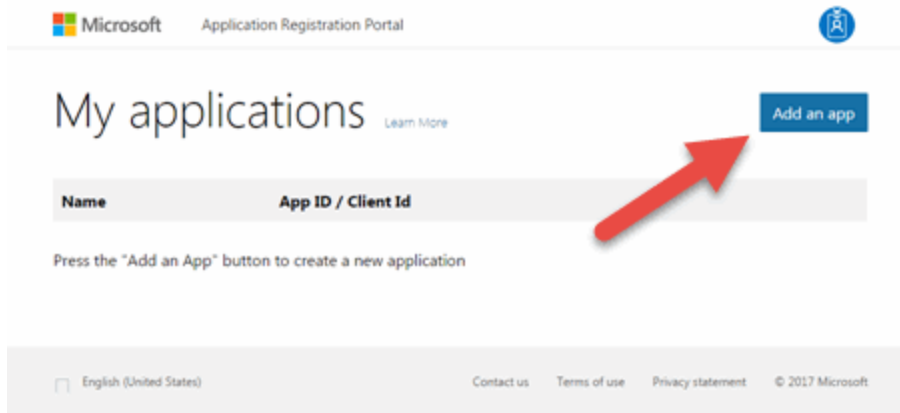 Microsoft Application Registration Portal
My applications Learn More
Add an app
Name App ID / Client Id
Press the "Add an App" button to create a new application
English (United States) Contact us Terms of use Privacy statement © 2017 Microsoft